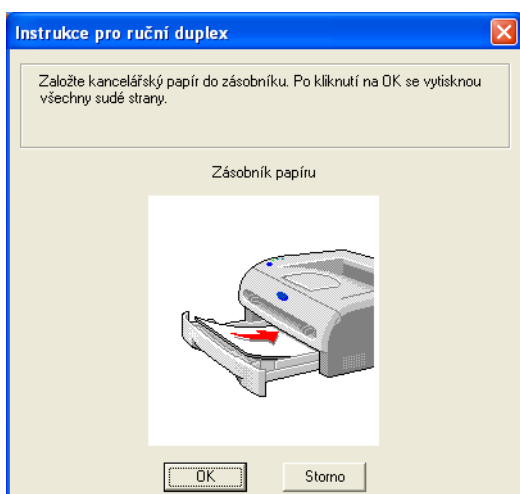 Instrukce pro ruční duplex
Založte kancelářský papír do zásobníku. Po kliknutí na OK se vytisknou
všechny sudé strany.
Zásobník papíru
OK
Storno